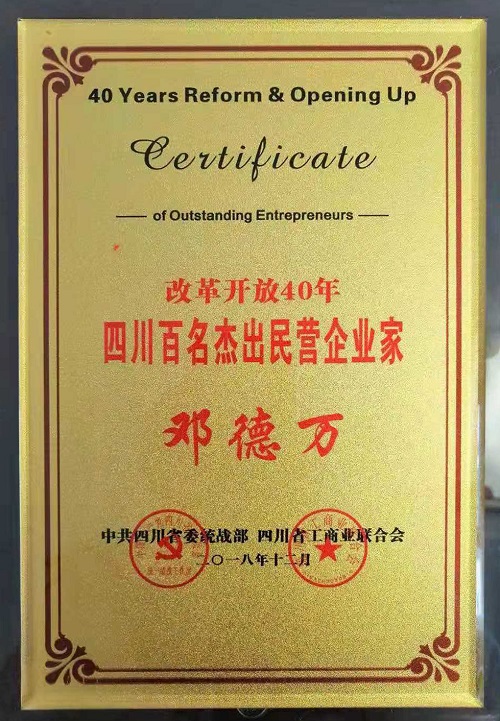 40 Years Reform & Opening Up
Certificate
of Outstanding Entrepreneurs
改革开放40年
四川百名杰出民营企业家
邓德万
中共四川省委统战部 四川省工商业联合会
二〇一八年十二月